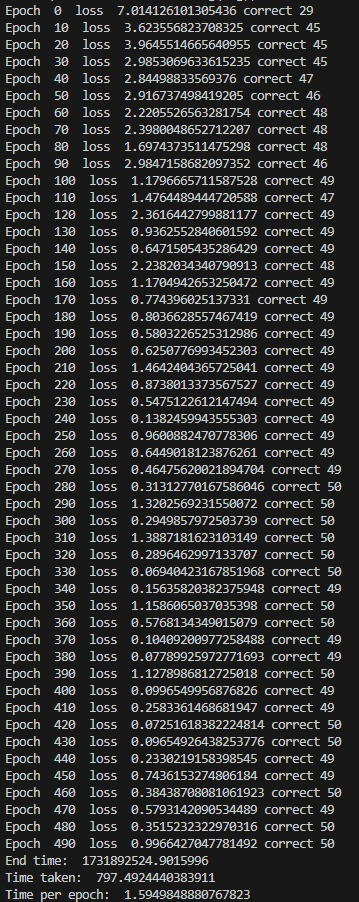 Epoch  0  loss  7.014126101305436 correct 29
Epoch  10  loss  3.623556823708325 correct 45
Epoch  20  loss  3.9645514665640955 correct 45
Epoch  30  loss  2.9853096963615235 correct 45
Epoch  40  loss  2.84498833569376 correct 47
Epoch  50  loss  2.916737498419205 correct 46
Epoch  60  loss  2.2205526563281754 correct 48
Epoch  70  loss  2.3980048652712207 correct 48
Epoch  80  loss  1.6974373511475298 correct 48
Epoch  90  loss  2.9847158682097352 correct 46
Epoch  100  loss  1.1796665711587528 correct 49
Epoch  110  loss  1.4764489444720588 correct 47
Epoch  120  loss  2.3616442799881177 correct 49
Epoch  130  loss  0.9362552840601592 correct 49
Epoch  140  loss  0.6471505435286429 correct 49
Epoch  150  loss  2.2382034340790913 correct 48
Epoch  160  loss  1.1704942653250472 correct 49
Epoch  170  loss  0.774396025137331 correct 49
Epoch  180  loss  0.8036628557467419 correct 49
Epoch  190  loss  0.5803226525312986 correct 49
Epoch  200  loss  0.6250776993452303 correct 49
Epoch  210  loss  1.4642404365725041 correct 49
Epoch  220  loss  0.8738013373567527 correct 49
Epoch  230  loss  0.5475122612147494 correct 49
Epoch  240  loss  0.1382459943555303 correct 49
Epoch  250  loss  0.9600882470778306 correct 49
Epoch  260  loss  0.6449018123876261 correct 49
Epoch  270  loss  0.46475620021894704 correct 49
Epoch  280  loss  0.31312770167586046 correct 50
Epoch  290  loss  1.3202569231550072 correct 50
Epoch  300  loss  0.2949857972503739 correct 50
Epoch  310  loss  1.3887181623103149 correct 50
Epoch  320  loss  0.2896462997133707 correct 50
Epoch  330  loss  0.06940423167851968 correct 50
Epoch  340  loss  0.15635820382375948 correct 49
Epoch  350  loss  1.1586065037035398 correct 50
Epoch  360  loss  0.5768134349015079 correct 50
Epoch  370  loss  0.10409200977258488 correct 49
Epoch  380  loss  0.07789925972771693 correct 49
Epoch  390  loss  1.1278986812725018 correct 50
Epoch  400  loss  0.0996549956876826 correct 49
Epoch  410  loss  0.2583361468681947 correct 49
Epoch  420  loss  0.07251618382224814 correct 50
Epoch  430  loss  0.09654926438253776 correct 50
Epoch  440  loss  0.2330219158398545 correct 49
Epoch  450  loss  0.7436153274806184 correct 49
Epoch  460  loss  0.38438708081061923 correct 50
Epoch  470  loss  0.5793142090534489 correct 49
Epoch  480  loss  0.3515232322970316 correct 50
Epoch  490  loss  0.9966427047781492 correct 50
End time:  1731892524.9015996
Time taken:  797.4924440383911
Time per epoch:  1.5949848880767823